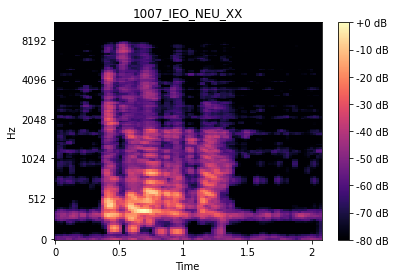 1007_IEO_NEU_XX
Hz
8192
4096
2048
1024
512
0
0
0.5
1
1.5
2
Time
+0 dB
-10 dB
-20 dB
-30 dB
-40 dB
-50 dB
-60 dB
-70 dB
-80 dB